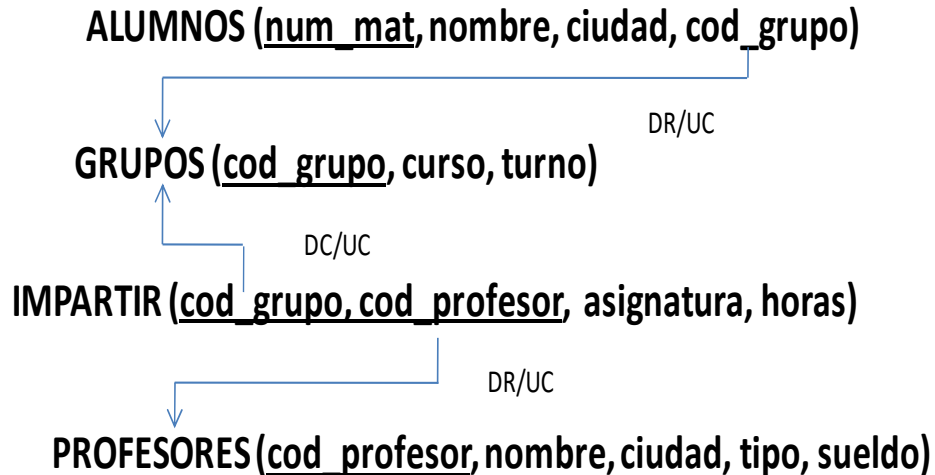 ALUMNOS (num_mat, nombre, ciudad, cod_grupo)
DR/UC
GRUPOS (cod_grupo, curso, turno)
DC/UC
IMPARTIR (cod_grupo, cod_profesor, asignatura, horas)
DR/UC
PROFESORES (cod_profesor, nombre, ciudad, tipo, sueldo)